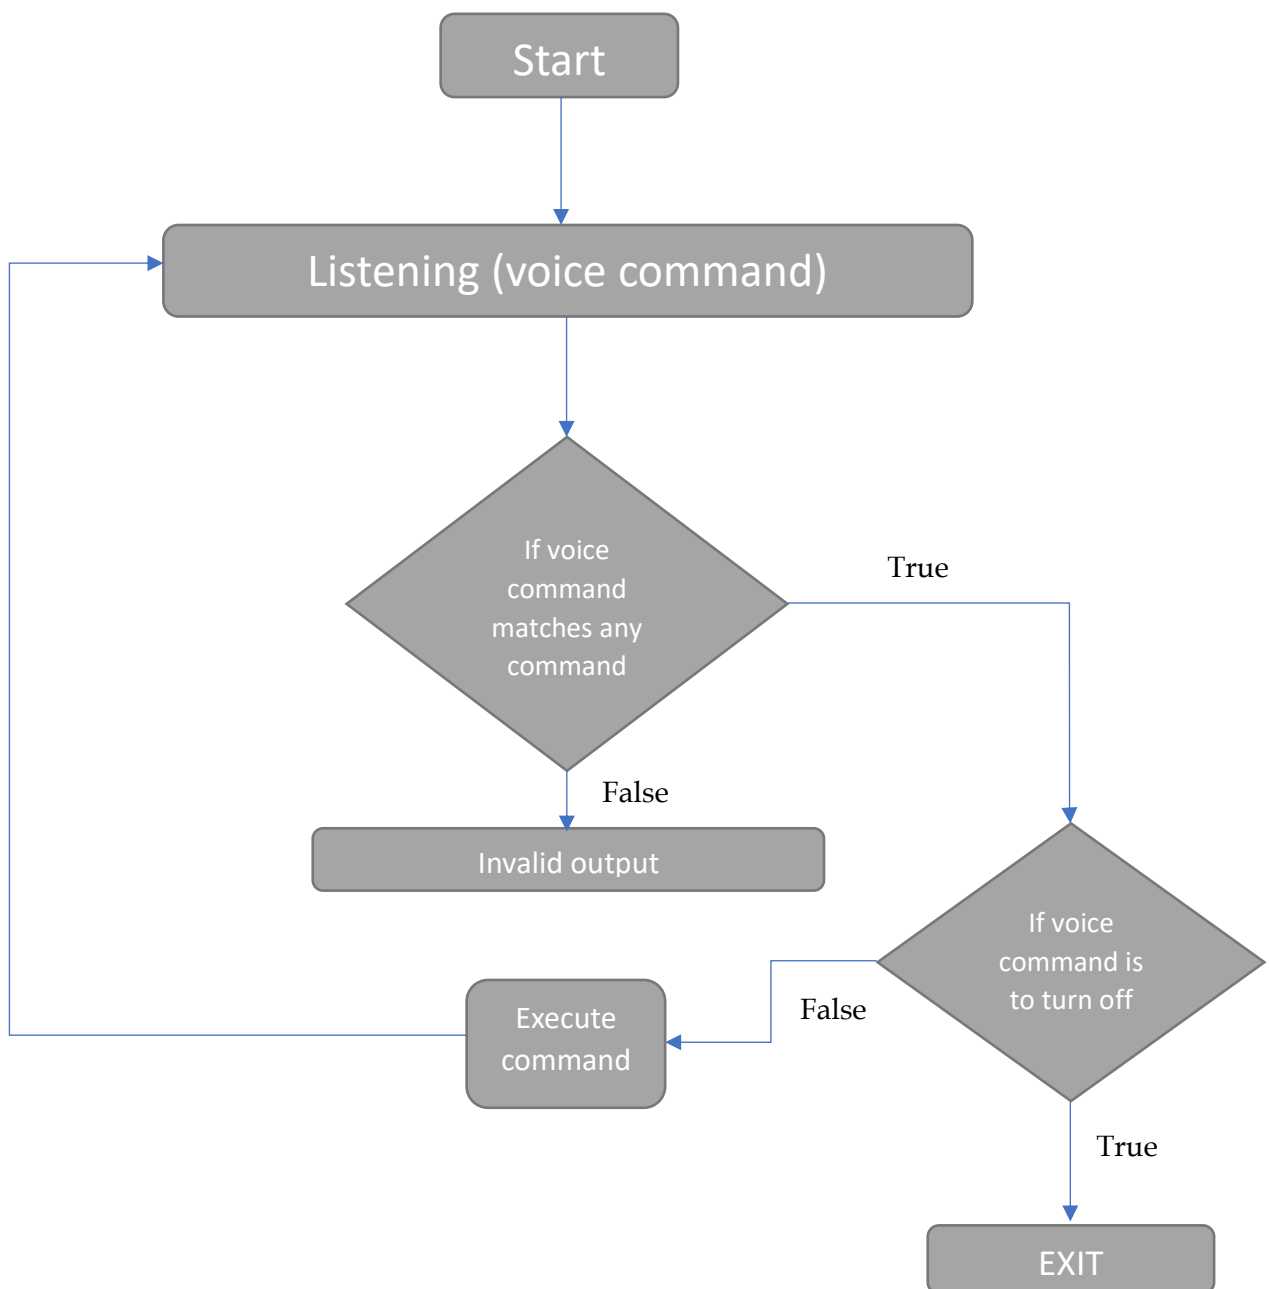 Start
Listening (voice command)
If voice
command
matches any
command
True
False
Invalid output
If voice
command is
to turn off
False
Execute
command
True
EXIT